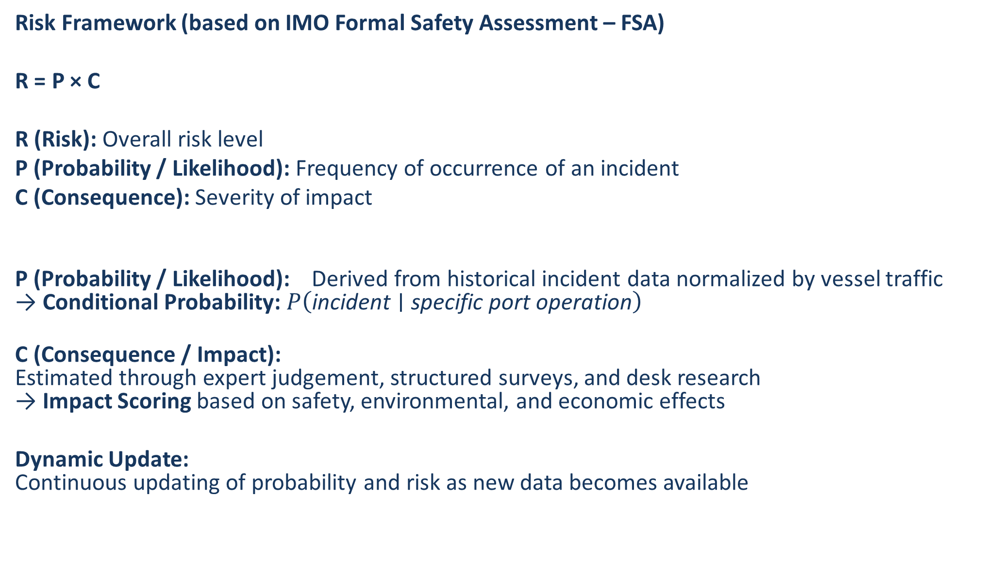 Risk Framework (based on IMO Formal Safety Assessment – FSA)
R = P × C
R (Risk): Overall risk level
P (Probability / Likelihood): Frequency of occurrence of an incident
C (Consequence): Severity of impact
P (Probability / Likelihood): Derived from historical incident data normalized by vessel traffic
→ Conditional Probability: P(incident | specific port operation)
C (Consequence / Impact):
Estimated through expert judgement, structured surveys, and desk research
→ Impact Scoring based on safety, environmental, and economic effects
Dynamic Update:
Continuous updating of probability and risk as new data becomes available